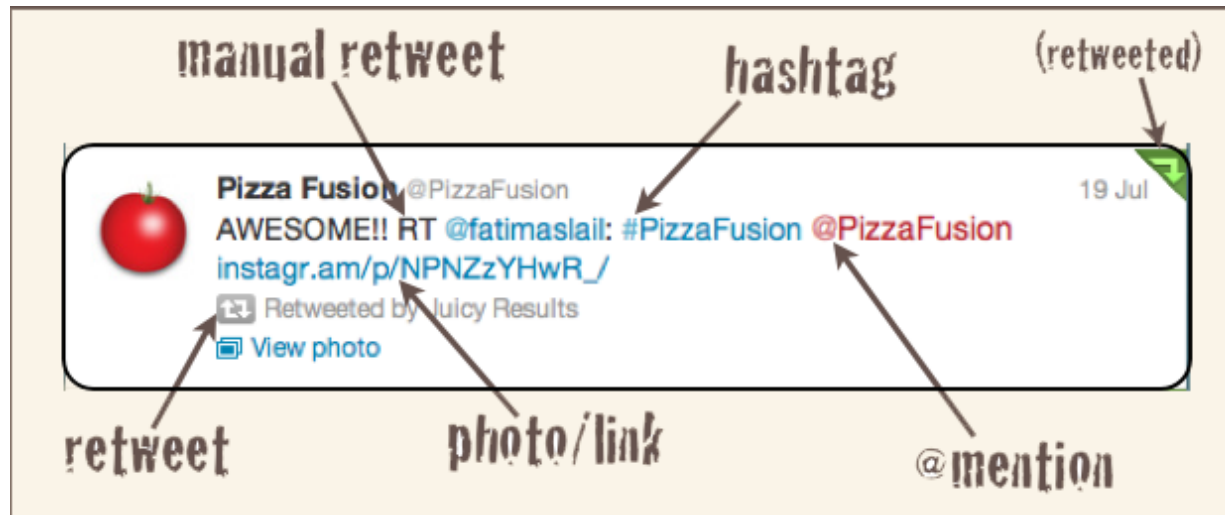 manual retweet
hashtag
(retweeted)
Pizza Fusion @PizzaFusion
19 Jul
AWESOME!! RT @fatimaslail: #PizzaFusion @PizzaFusion
instagr.am/p/NPNZzYHwR_/
Retweeted by Juicy Results
View photo
retweet
photo/link
@mention